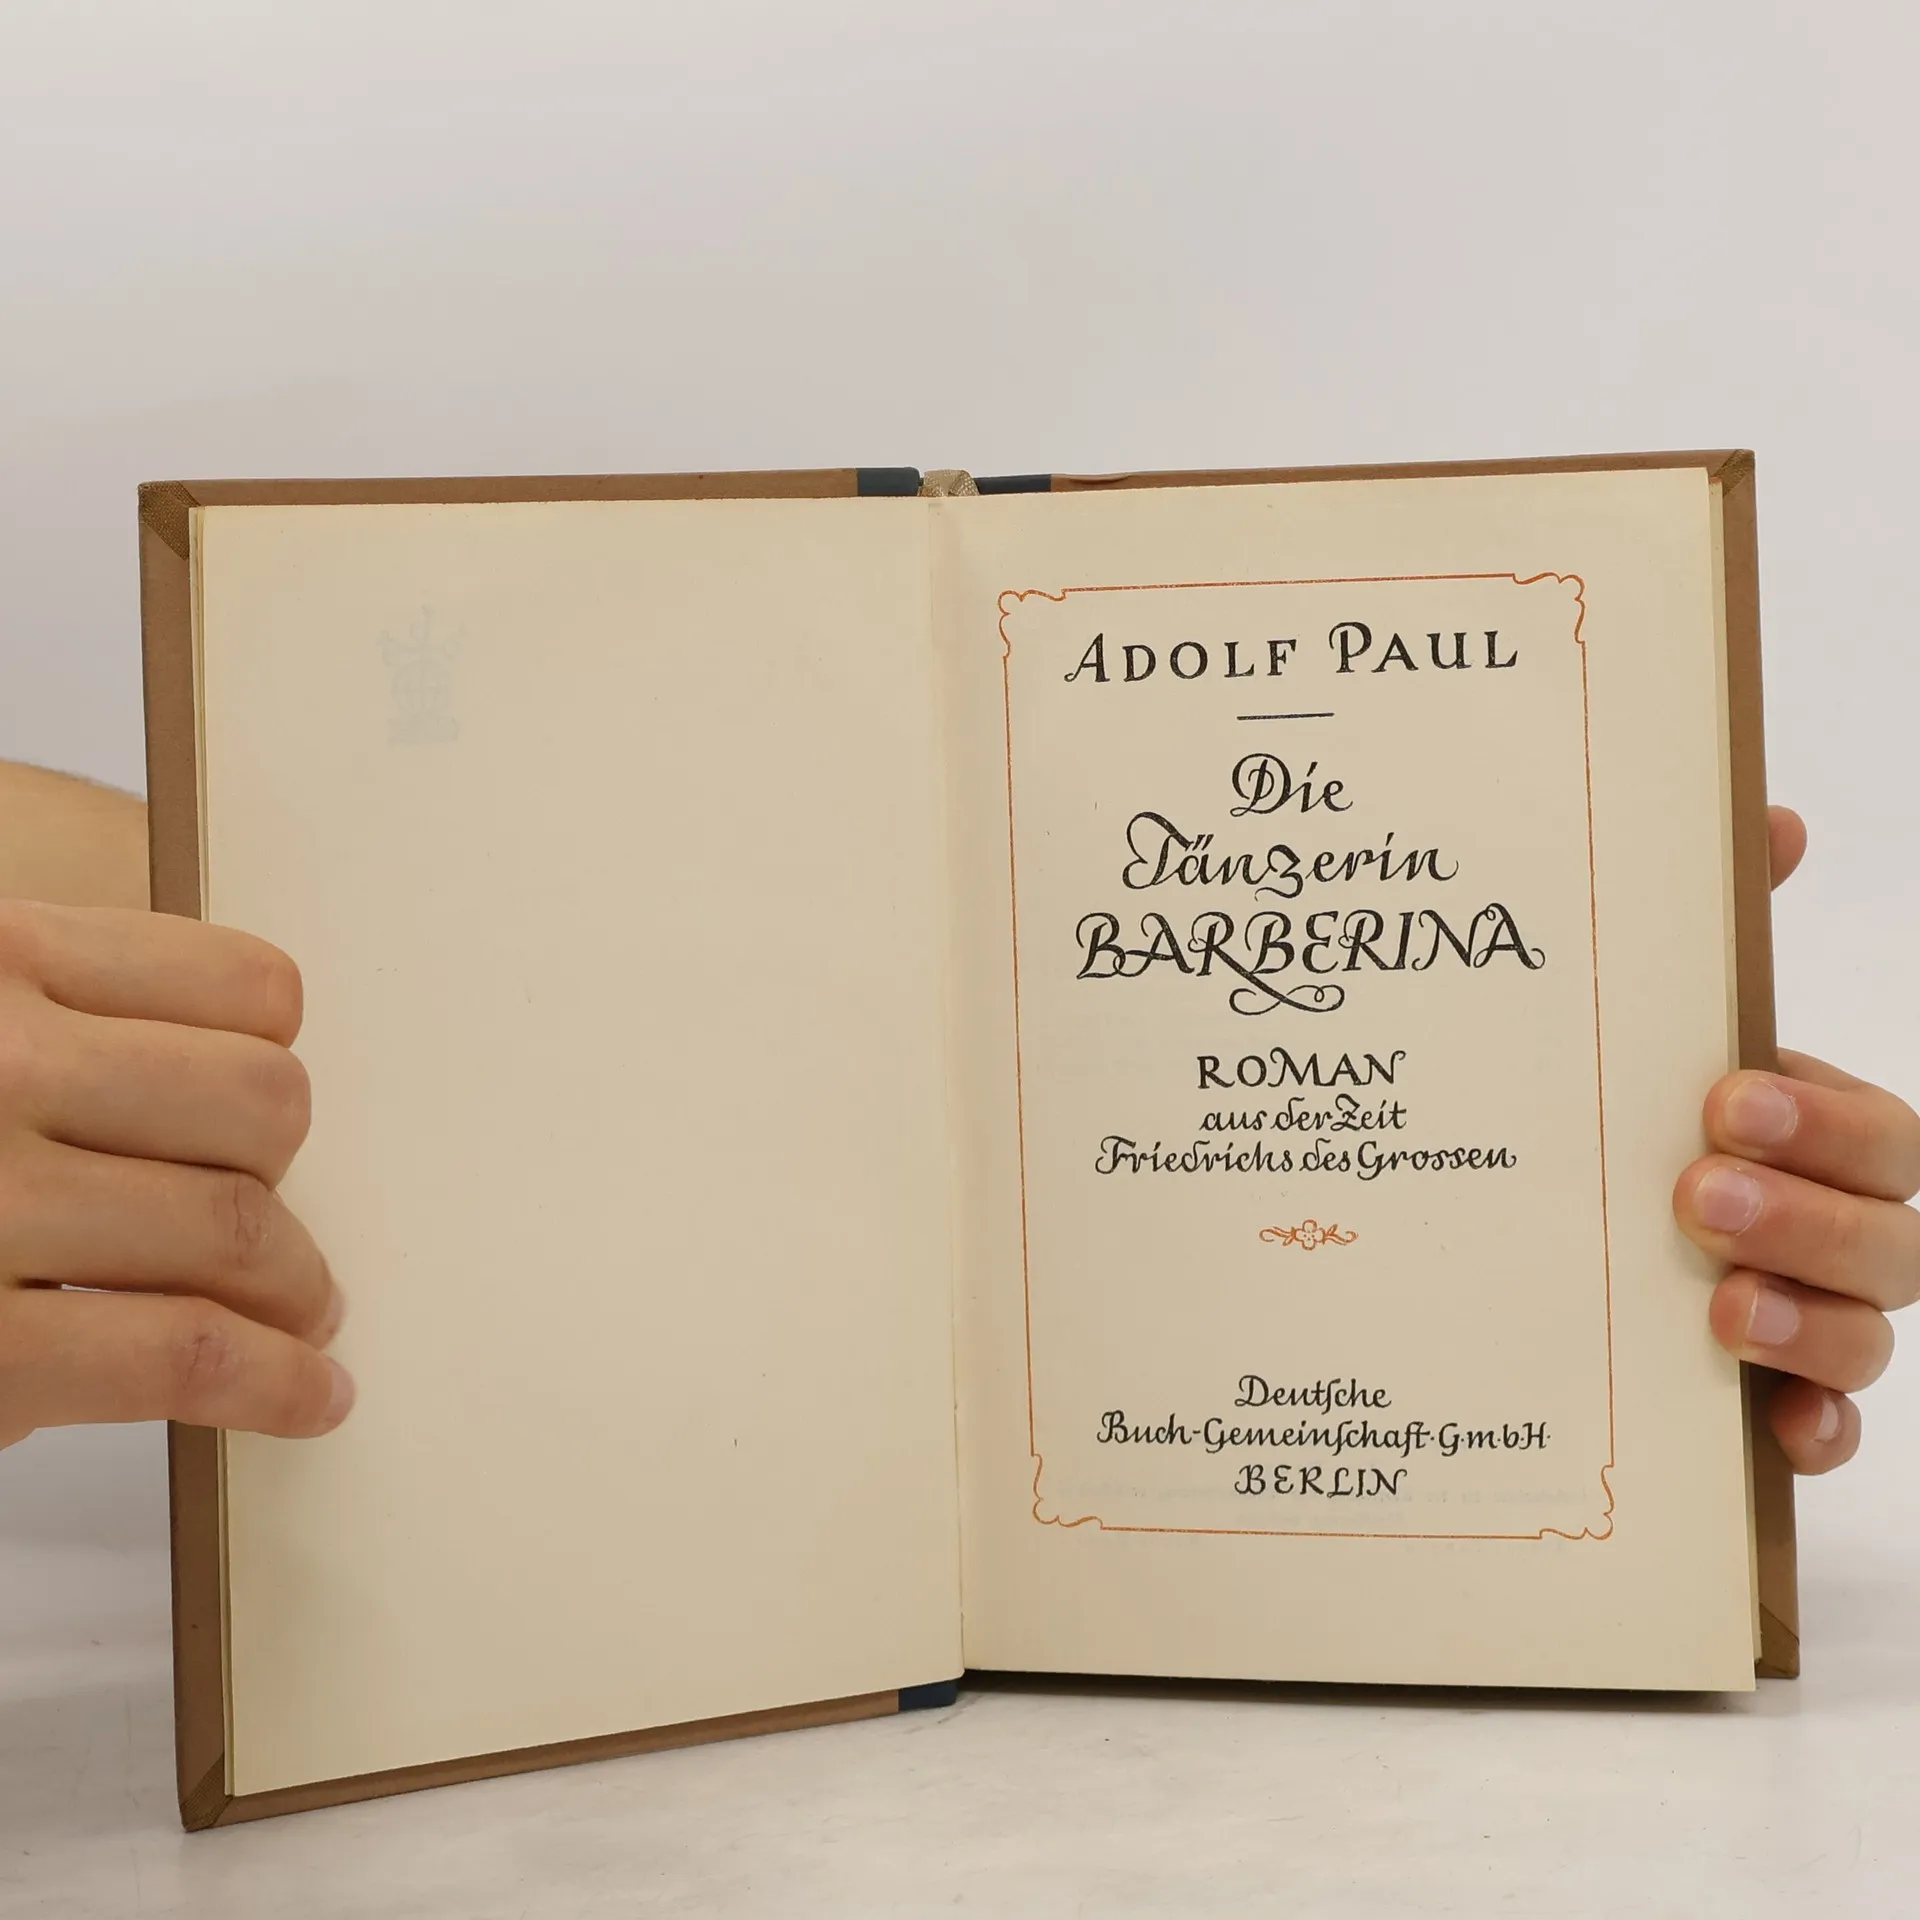 ADOLF PAUL
Die
Tänzerin
BARBERINA
ROMAN
aus der Zeit
Friedrichs des Grossen
Deutſche
Buch-Gemeinſchaft·G·m·b·H·
BERLIN